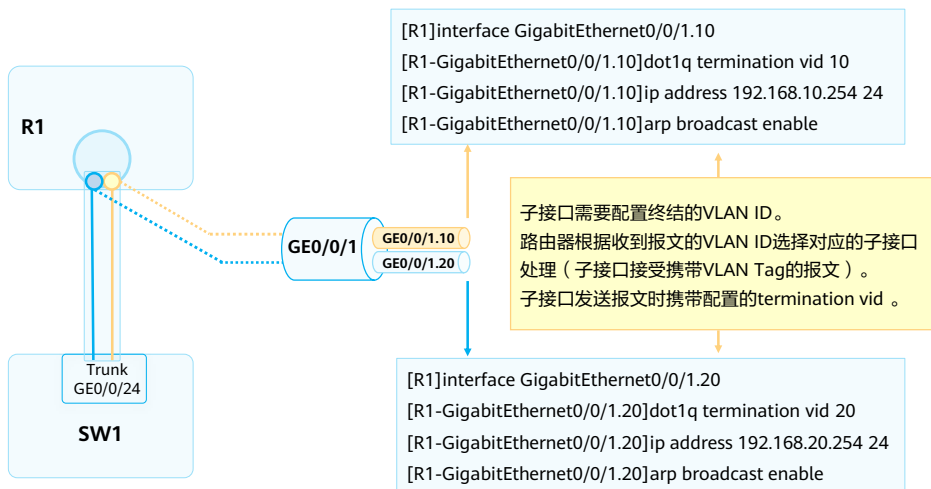 [R1]interface GigabitEthernet0/0/1.10
[R1-GigabitEthernet0/0/1.10]dot1q termination vid 10
[R1-GigabitEthernet0/0/1.10]ip address 192.168.10.254 24
[R1-GigabitEthernet0/0/1.10]arp broadcast enable
R1
子接口需要配置终结的VLAN ID。
路由器根据收到报文的VLAN ID选择对应的子接口
处理（子接口接受携带VLAN Tag的报文）。
子接口发送报文时携带配置的termination vid 。
GE0/0/1
GE0/0/1.10
GE0/0/1.20
Trunk
GE0/0/24
SW1
[R1]interface GigabitEthernet0/0/1.20
[R1-GigabitEthernet0/0/1.20]dot1q termination vid 20
[R1-GigabitEthernet0/0/1.20]ip address 192.168.20.254 24
[R1-GigabitEthernet0/0/1.20]arp broadcast enable